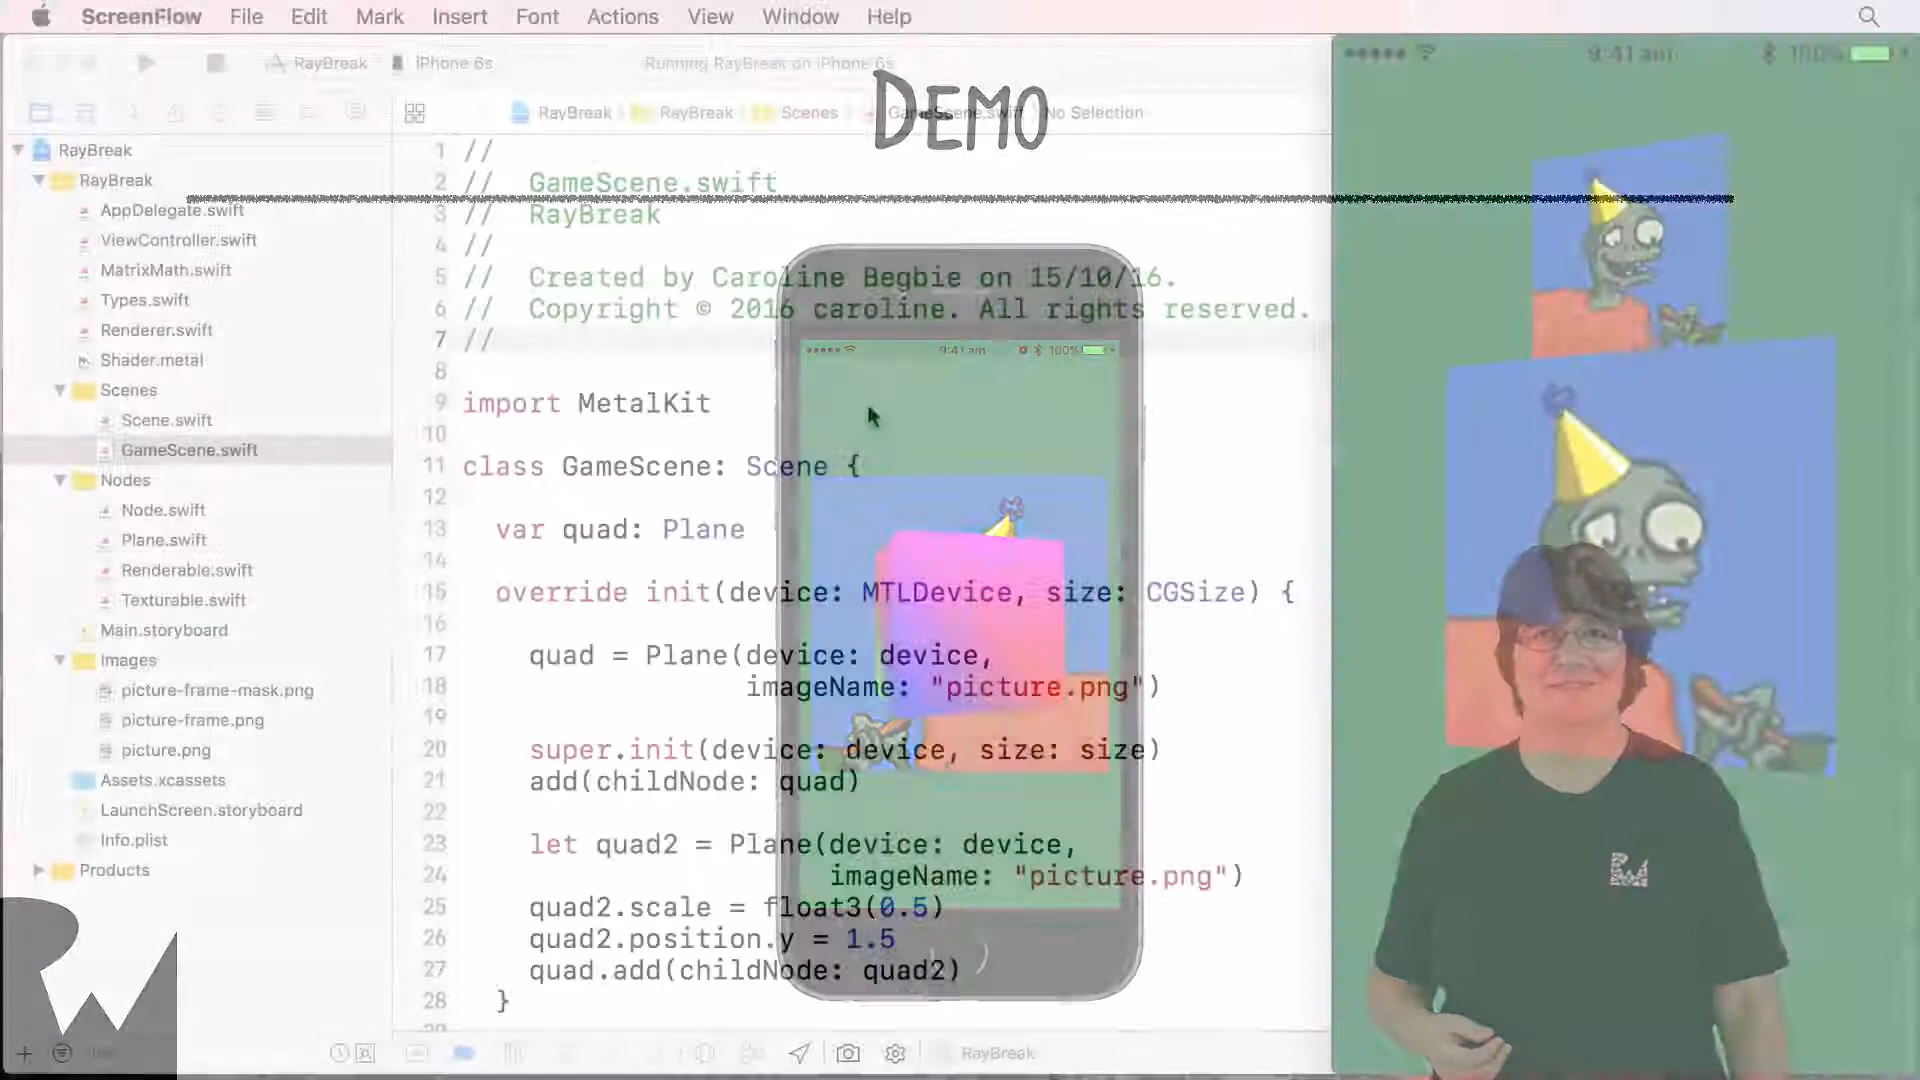 ScreenFlow File Edit Mark Insert Font Actions View Window Help
RayBreak iPhone 6s Running RayBreak on iPhone 6s
9:41 am 100%
DEMO
RayBreak RayBreak Scenes GameScene.swift No Selection
RayBreak
RayBreak
AppDelegate.swift
ViewController.swift
MatrixMath.swift
Types.swift
Renderer.swift
Shader.metal
Scenes
Scene.swift
GameScene.swift
Nodes
Node.swift
Plane.swift
Renderable.swift
Texturable.swift
Main.storyboard
Images
picture-frame-mask.png
picture-frame.png
picture.png
Assets.xcassets
LaunchScreen.storyboard
Info.plist
Products
1 //
2 // GameScene.swift
3 // RayBreak
4 //
5 // Created by Caroline Begbie on 15/10/16.
6 // Copyright © 2016 caroline. All rights reserved.
7 //
8
9 import MetalKit
10
11 class GameScene: Scene {
12
13 var quad: Plane
14
15 override init(device: MTLDevice, size: CGSize) {
16
17 quad = Plane(device: device,
18 imageName: "picture.png")
19
20 super.init(device: device, size: size)
21 add(childNode: quad)
22
23 let quad2 = Plane(device: device,
24 imageName: "picture.png")
25 quad2.scale = float3(0.5)
26 quad2.position.y = 1.5
27 quad.add(childNode: quad2)
28 }
9:41 am 100%
RayBreak
RW